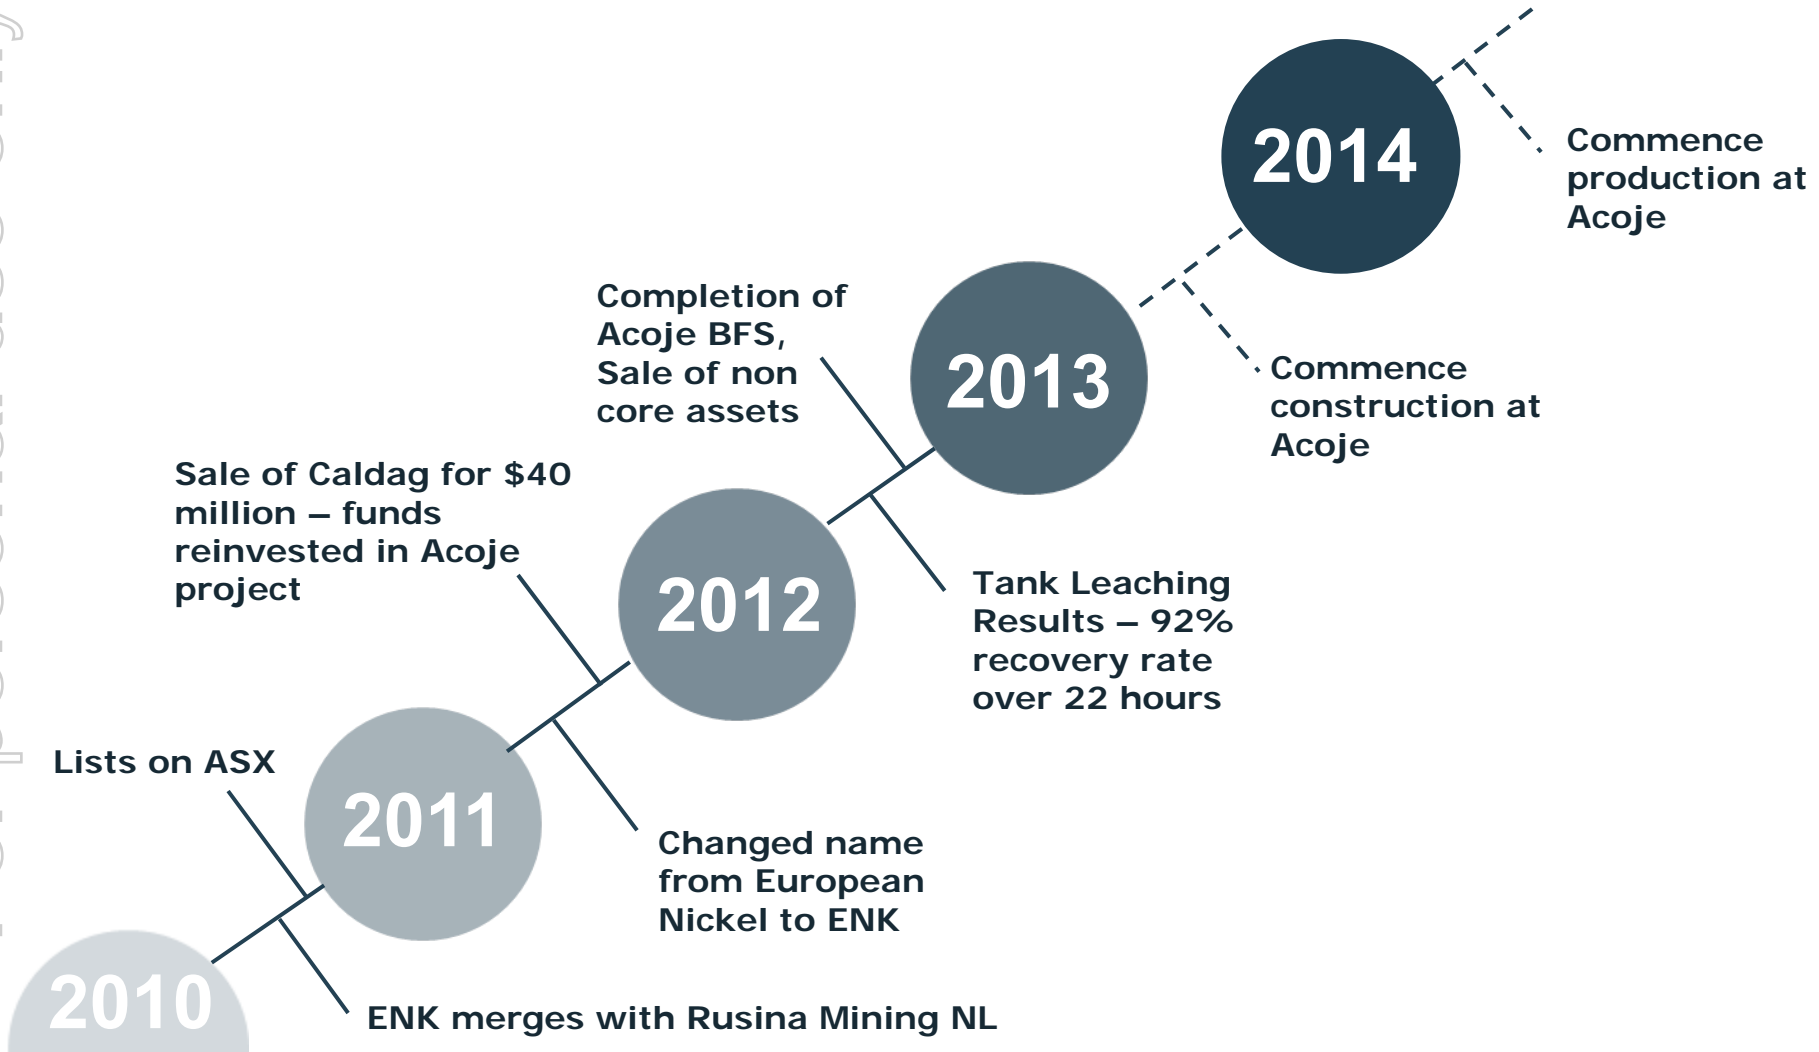 2014
Commence
production at
Acoje
Completion of
Acoje BFS,
Sale of non
core assets
2013
Commence
construction at
Acoje
Sale of Caldag for $40
million – funds
reinvested in Acoje
project
2012
Tank Leaching
Results – 92%
recovery rate
over 22 hours
Lists on ASX
2011
Changed name
from European
Nickel to ENK
2010
ENK merges with Rusina Mining NL